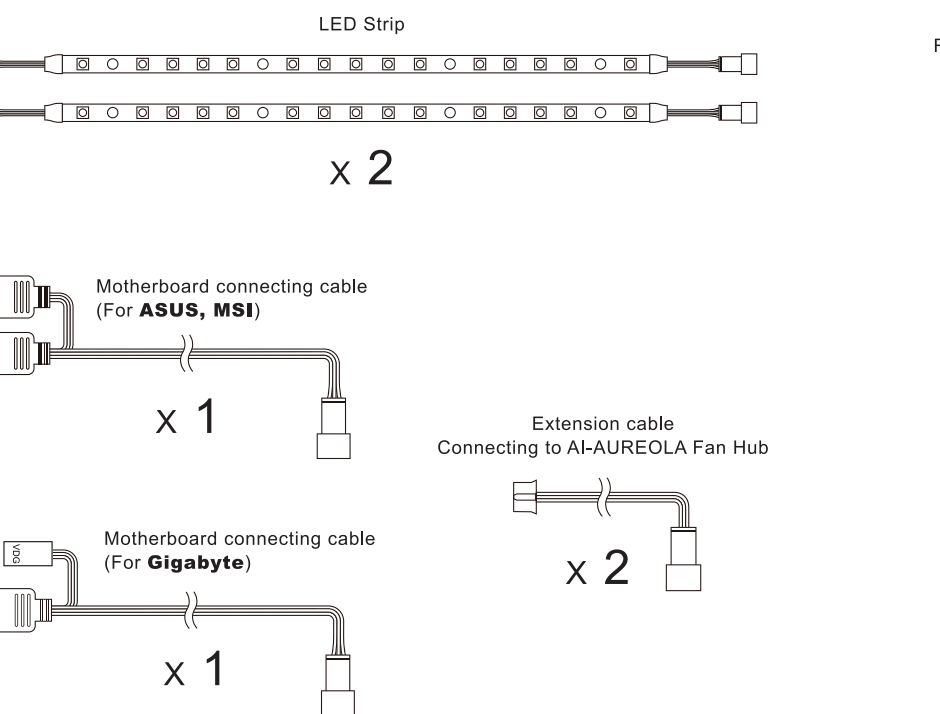 LED Strip
x 2
Motherboard connecting cable
(For ASUS, MSI)
x 1
Extension cable
Connecting to AI-AUREOLA Fan Hub
x 2
VDG
Motherboard connecting cable
(For Gigabyte)
x 1